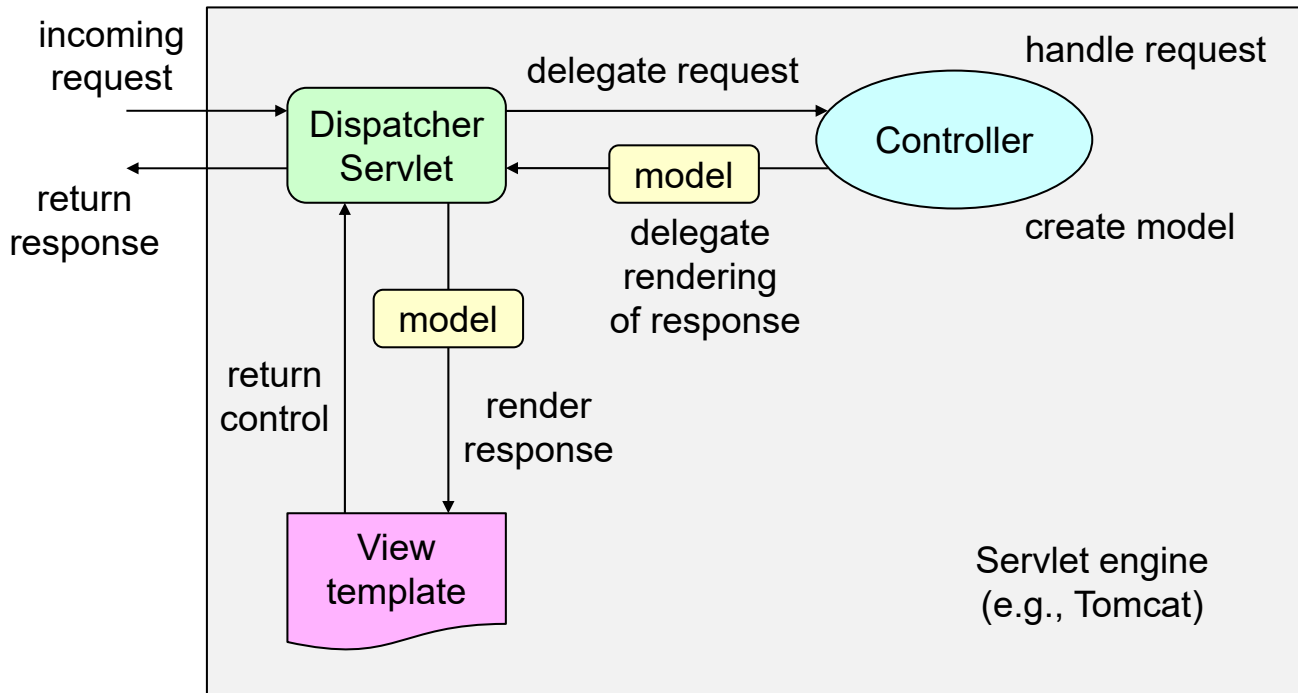 incoming
request
delegate request
handle request
Dispatcher
Servlet
Controller
model
return
response
delegate
rendering
of response
create model
model
return
control
render
response
View
template
Servlet engine
(e.g., Tomcat)